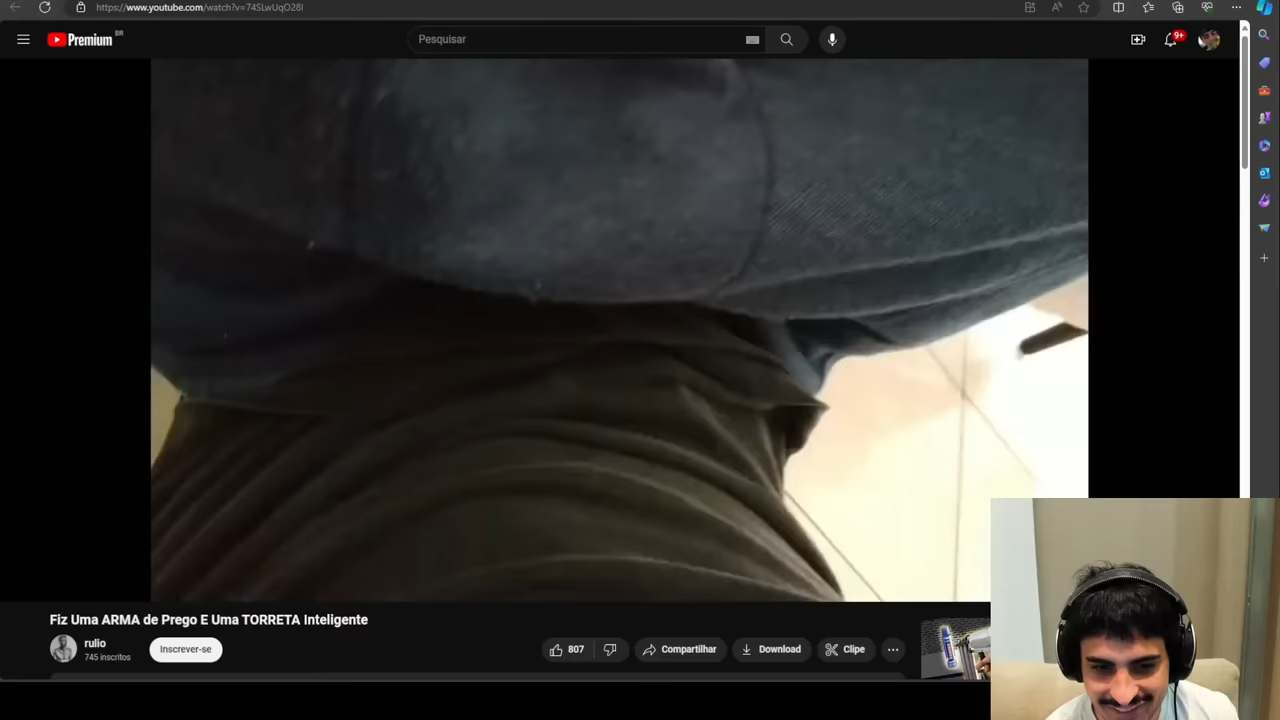 https://www.youtube.com/watch?v=74SLwUqO28I
Premium BR
Pesquisar
9+
Fiz Uma ARMA de Prego E Uma TORRETA Inteligente
rulio
745 inscritos
Inscrever-se
807
Compartilhar
Download
Clipe